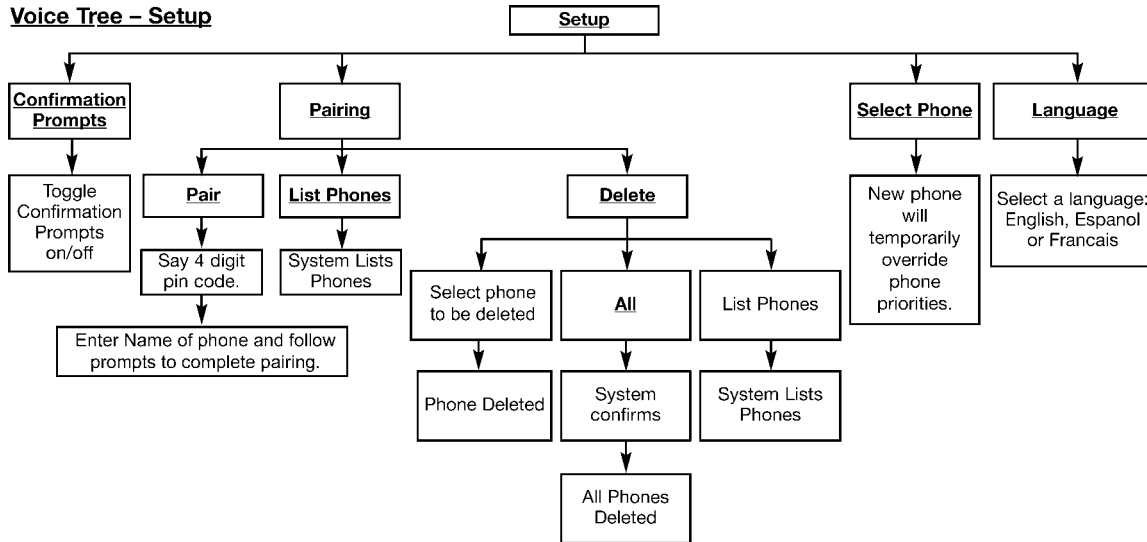 Voice Tree – Setup
Setup
Confirmation
Prompts
Pairing
Select Phone
Language
Toggle
Confirmation
Prompts
on/off
Pair
List Phones
Delete
New phone
will
temporarily
override
phone
priorities.
Select a language:
English, Espanol
or Francais
Say 4 digit
pin code.
System Lists
Phones
Select phone
to be deleted
All
List Phones
Enter Name of phone and follow
prompts to complete pairing.
Phone Deleted
System
confirms
System Lists
Phones
All Phones
Deleted